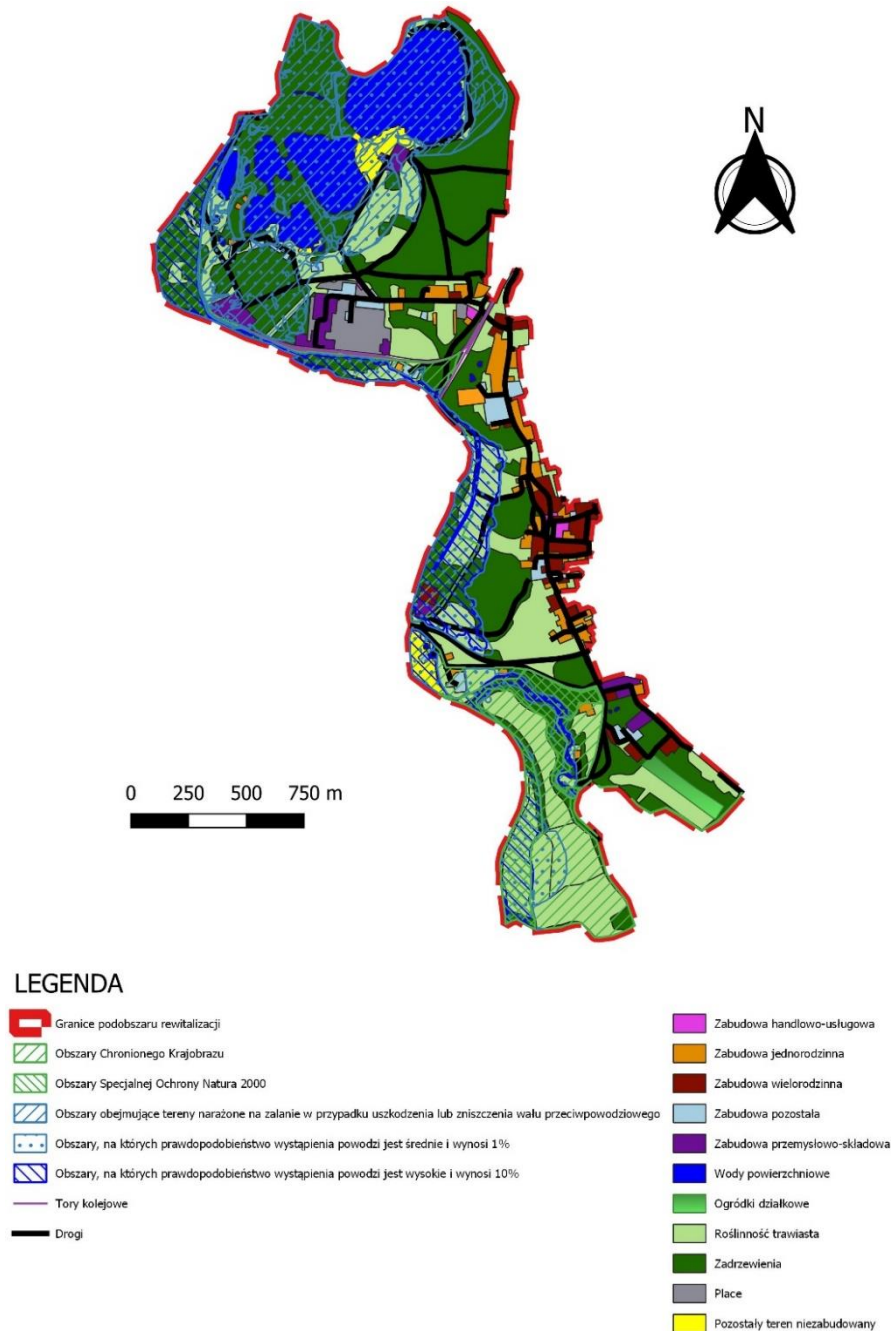 N
0 250 500 750 m
LEGENDA
Granice podobszaru rewitalizacji
Obszary Chronionego Krajobrazu
Obszary Specjalnej Ochrony Natura 2000
Obszary obejmujące tereny narażone na zalanie w przypadku uszkodzenia lub zniszczenia wału przeciwpowodziowego
Obszary, na których prawdopodobieństwo wystąpienia powodzi jest średnie i wynosi 1%
Obszary, na których prawdopodobieństwo wystąpienia powodzi jest wysokie i wynosi 10%
Tory kolejowe
Drogi
Zabudowa handlowo-usługowa
Zabudowa jednorodzinna
Zabudowa wielorodzinna
Zabudowa pozostała
Zabudowa przemysłowo-składowa
Wody powierzchniowe
Ogródki działkowe
Roślinność trawiasta
Zadrzewienia
Place
Pozostały teren niezabudowany